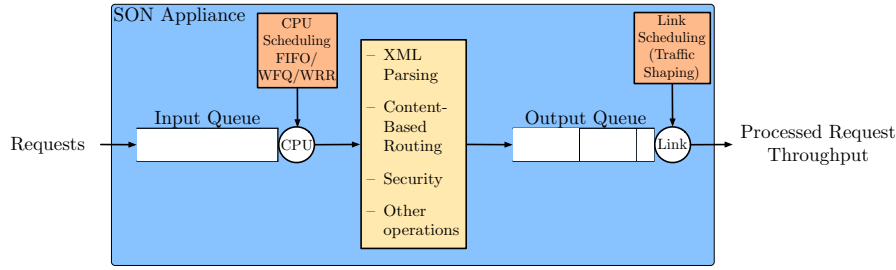 SON Appliance
CPU
Scheduling
FIFO/
WFQ/WRR
Link
Scheduling
(Traffic
Shaping)
– XML
Parsing
– Content-
Based
Routing
– Security
– Other
operations
Input Queue
CPU
Output Queue
Link
Requests
Processed Request
Throughput